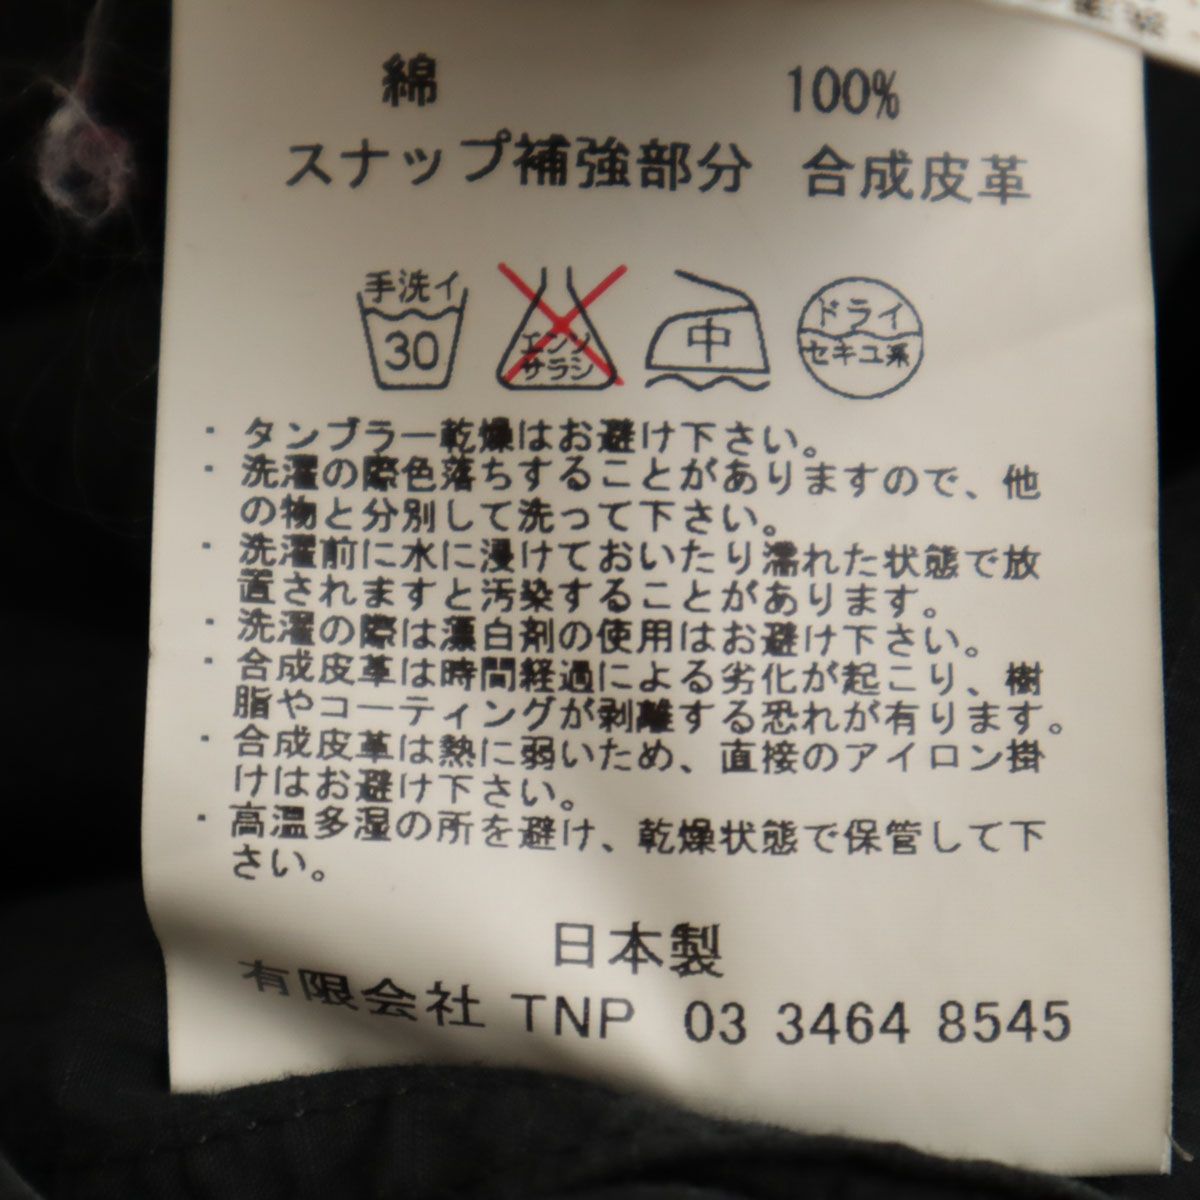 綿 100%
スナップ補強部分 合成皮革
手洗イ 30
エンソ サラシ
中
ドライ セキユ系
・タンブラー乾燥はお避け下さい。
・洗濯の際色落ちすることがありますので、他
の物と分別して洗って下さい。
・洗濯前に水に浸けておいたり濡れた状態で放
置されますと汚染することがあります。
・洗濯の際は漂白剤の使用はお避け下さい。
・合成皮革は時間経過による劣化が起こり、樹
脂やコーティングが剥離する恐れが有ります。
・合成皮革は熱に弱いため、直接のアイロン掛
けはお避け下さい。
・高温多湿の所を避け、乾燥状態で保管して下
さい。
日本製
有限会社 TNP 03 3464 8545